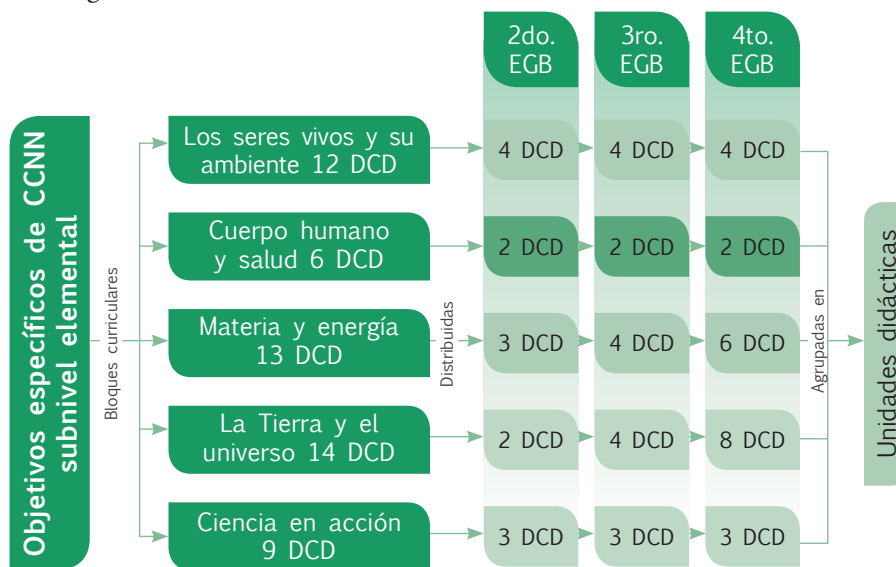 2do.
EGB
3ro.
EGB
4to.
EGB
Objetivos específicos de CCNN
subnivel elemental
Bloques curriculares
Los seres vivos y su
ambiente 12 DCD
4 DCD
4 DCD
4 DCD
Cuerpo humano
y salud 6 DCD
2 DCD
2 DCD
2 DCD
Materia y energía
13 DCD
Distribuidas
3 DCD
4 DCD
6 DCD
Agrupadas en
Unidades didácticas
La Tierra y el
universo 14 DCD
2 DCD
4 DCD
8 DCD
Ciencia en acción
9 DCD
3 DCD
3 DCD
3 DCD